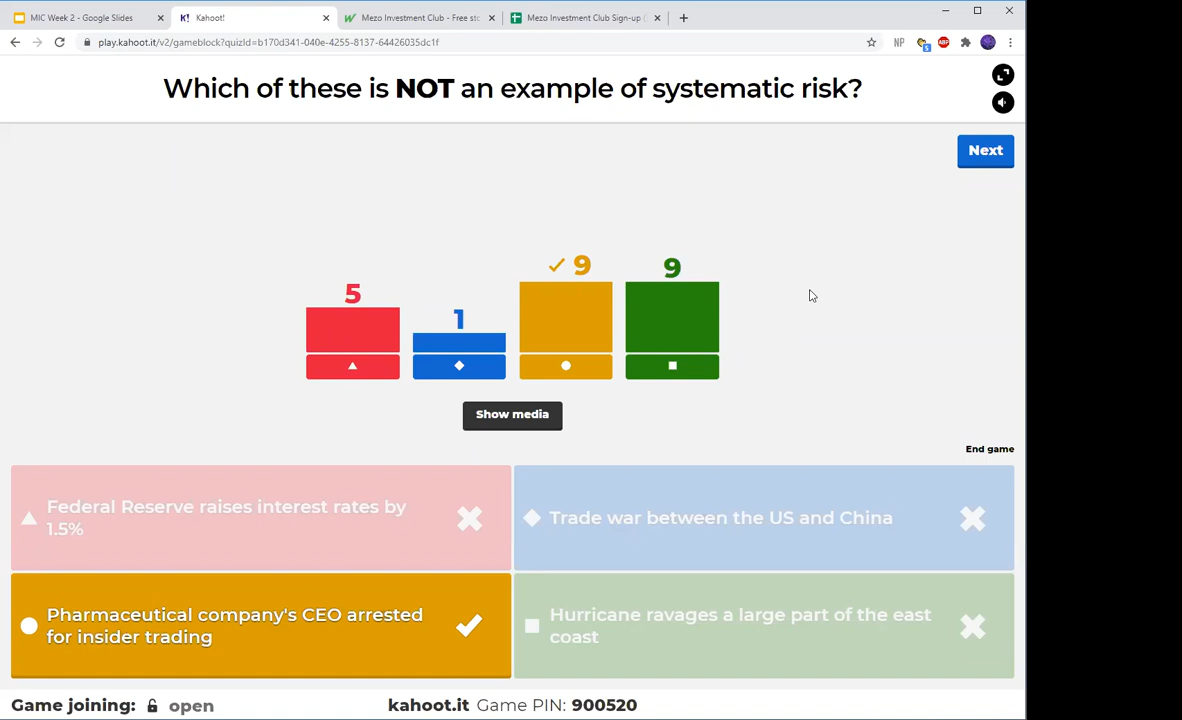 MIC Week 2 - Google Slides
Kahoot!
Mezo Investment Club - Free sto
Mezo Investment Club Sign-up (
play.kahoot.it/v2/gameblock?quizId=b170d341-040e-4255-8137-64426035dc1f
NP
5
ABP
Which of these is NOT an example of systematic risk?
Next
5
1
9
9
Show media
End game
Federal Reserve raises interest rates by
1.5%
Trade war between the US and China
Pharmaceutical company's CEO arrested
for insider trading
Hurricane ravages a large part of the east
coast
Game joining: open
kahoot.it Game PIN: 900520